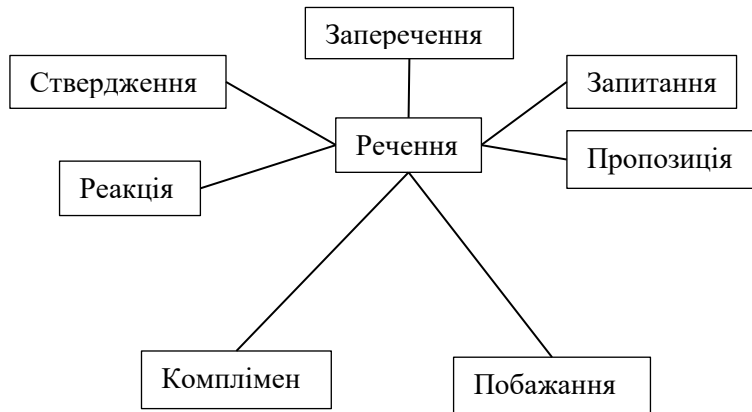 Заперечення
Ствердження
Запитання
Речення
Пропозиція
Реакція
Комплімен
Побажання